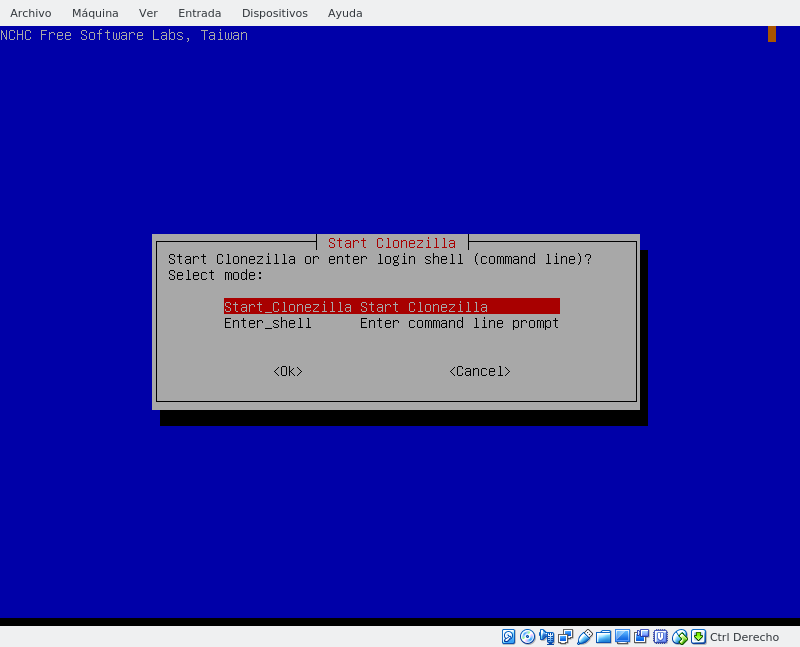 Archivo Máquina Ver Entrada Dispositivos Ayuda
NCHC Free Software Labs, Taiwan
Start Clonezilla
Start Clonezilla or enter login shell (command line)?
Select mode:
Start_Clonezilla Start Clonezilla
Enter_shell Enter command line prompt
<Ok> <Cancel>
Ctrl Derecho